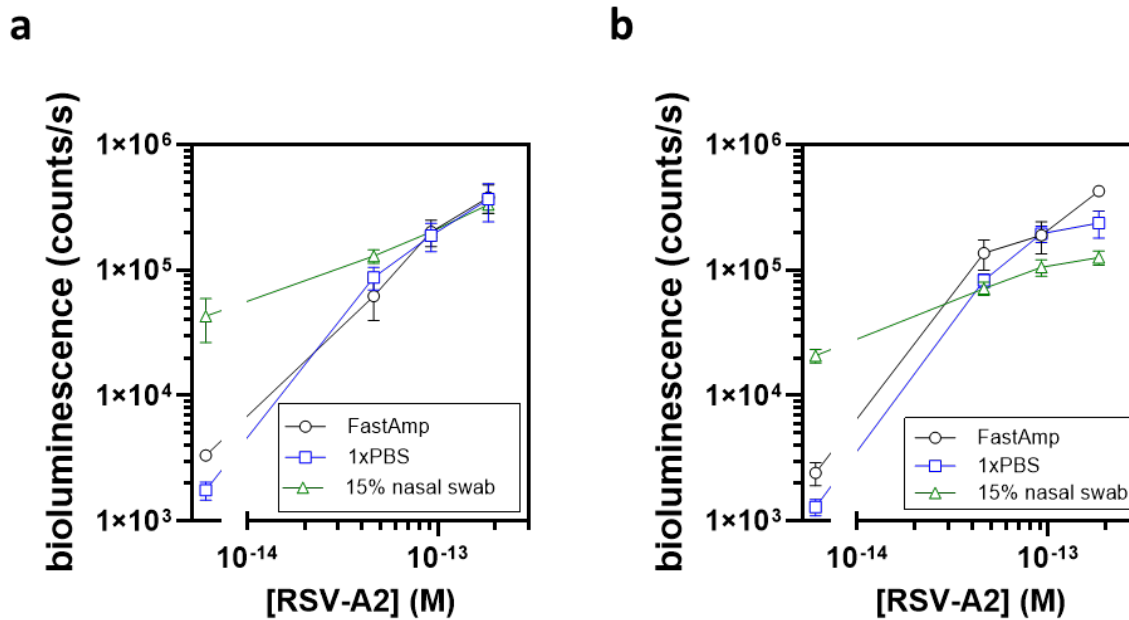 a
bioluminescence (counts/s)
1×10⁶
1×10⁵
1×10⁴
1×10³
FastAmp
1xPBS
15% nasal swab
10⁻¹⁴
10⁻¹³
[RSV-A2] (M)
b
bioluminescence (counts/s)
1×10⁶
1×10⁵
1×10⁴
1×10³
FastAmp
1xPBS
15% nasal swab
10⁻¹⁴
10⁻¹³
[RSV-A2] (M)